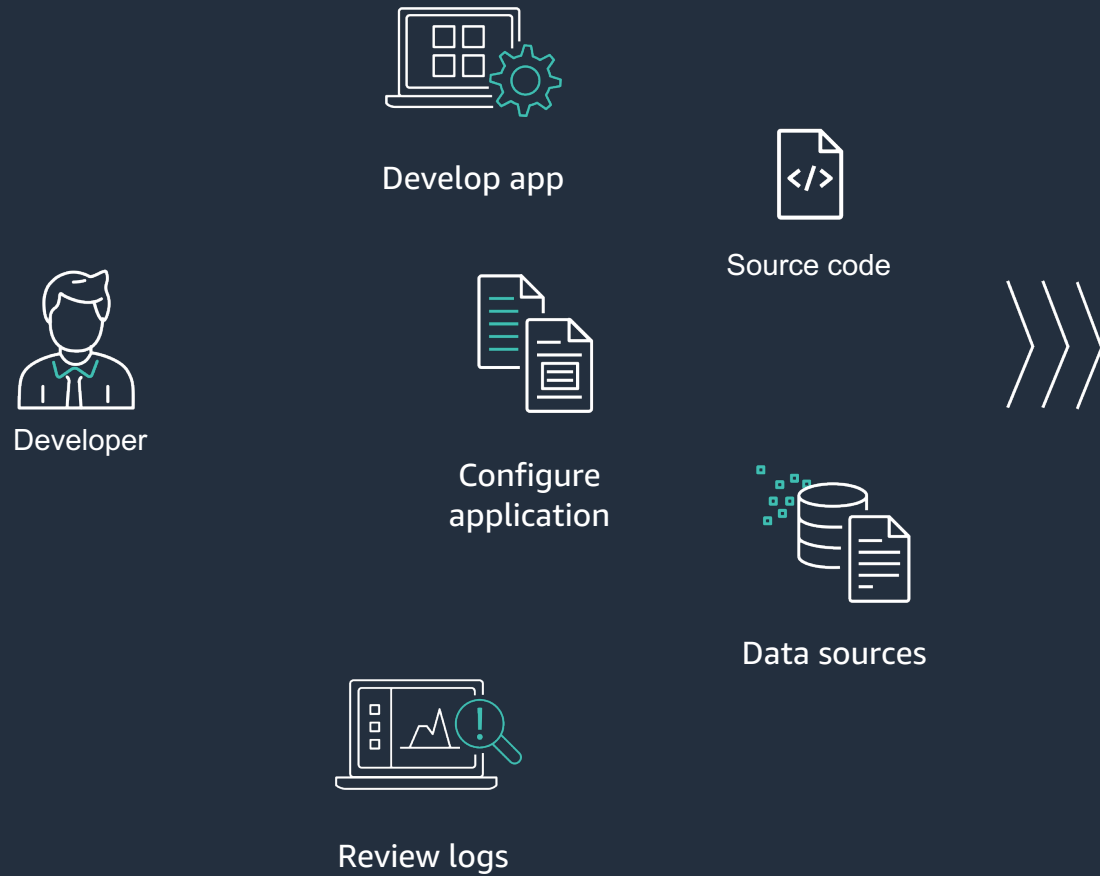 Develop app
</>
Source code
Developer
Configure
application
Data sources
!
Review logs